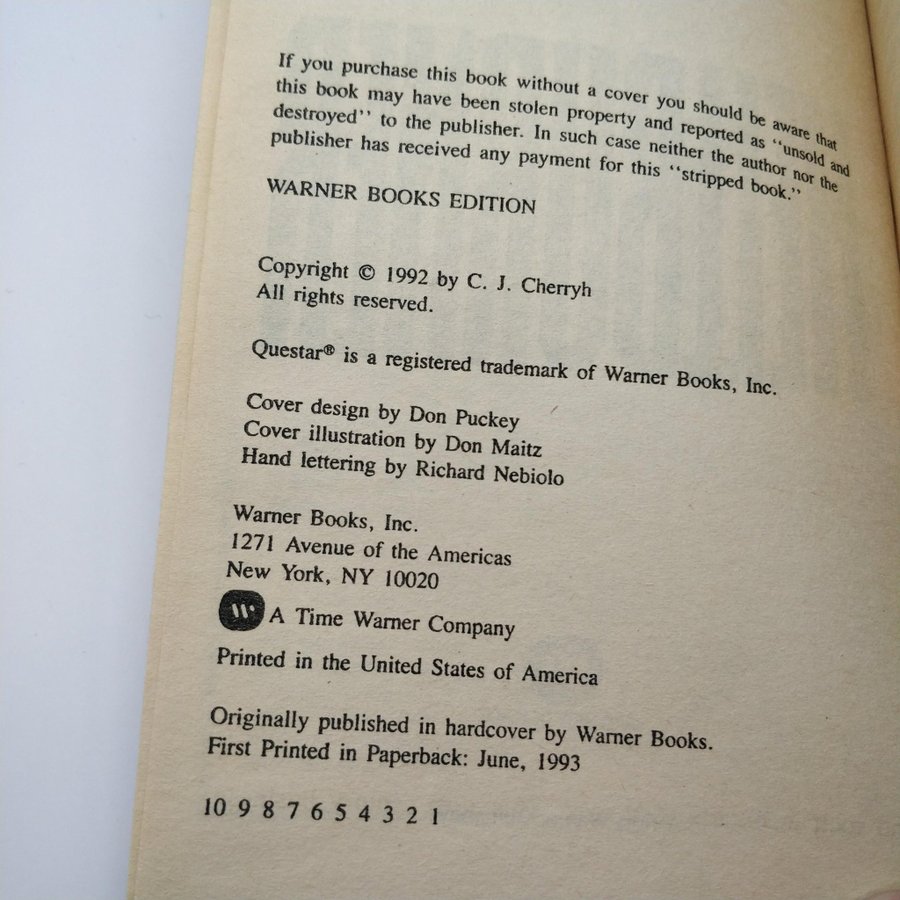 If you purchase this book without a cover you should be aware that
this book may have been stolen property and reported as ‘‘unsold and
destroyed’’ to the publisher. In such case neither the author nor the
publisher has received any payment for this ‘‘stripped book.’’
WARNER BOOKS EDITION
Copyright © 1992 by C. J. Cherryh
All rights reserved.
Questar® is a registered trademark of Warner Books, Inc.
Cover design by Don Puckey
Cover illustration by Don Maitz
Hand lettering by Richard Nebiolo
Warner Books, Inc.
1271 Avenue of the Americas
New York, NY 10020
W A Time Warner Company
Printed in the United States of America
Originally published in hardcover by Warner Books.
First Printed in Paperback: June, 1993
10 9 8 7 6 5 4 3 2 1